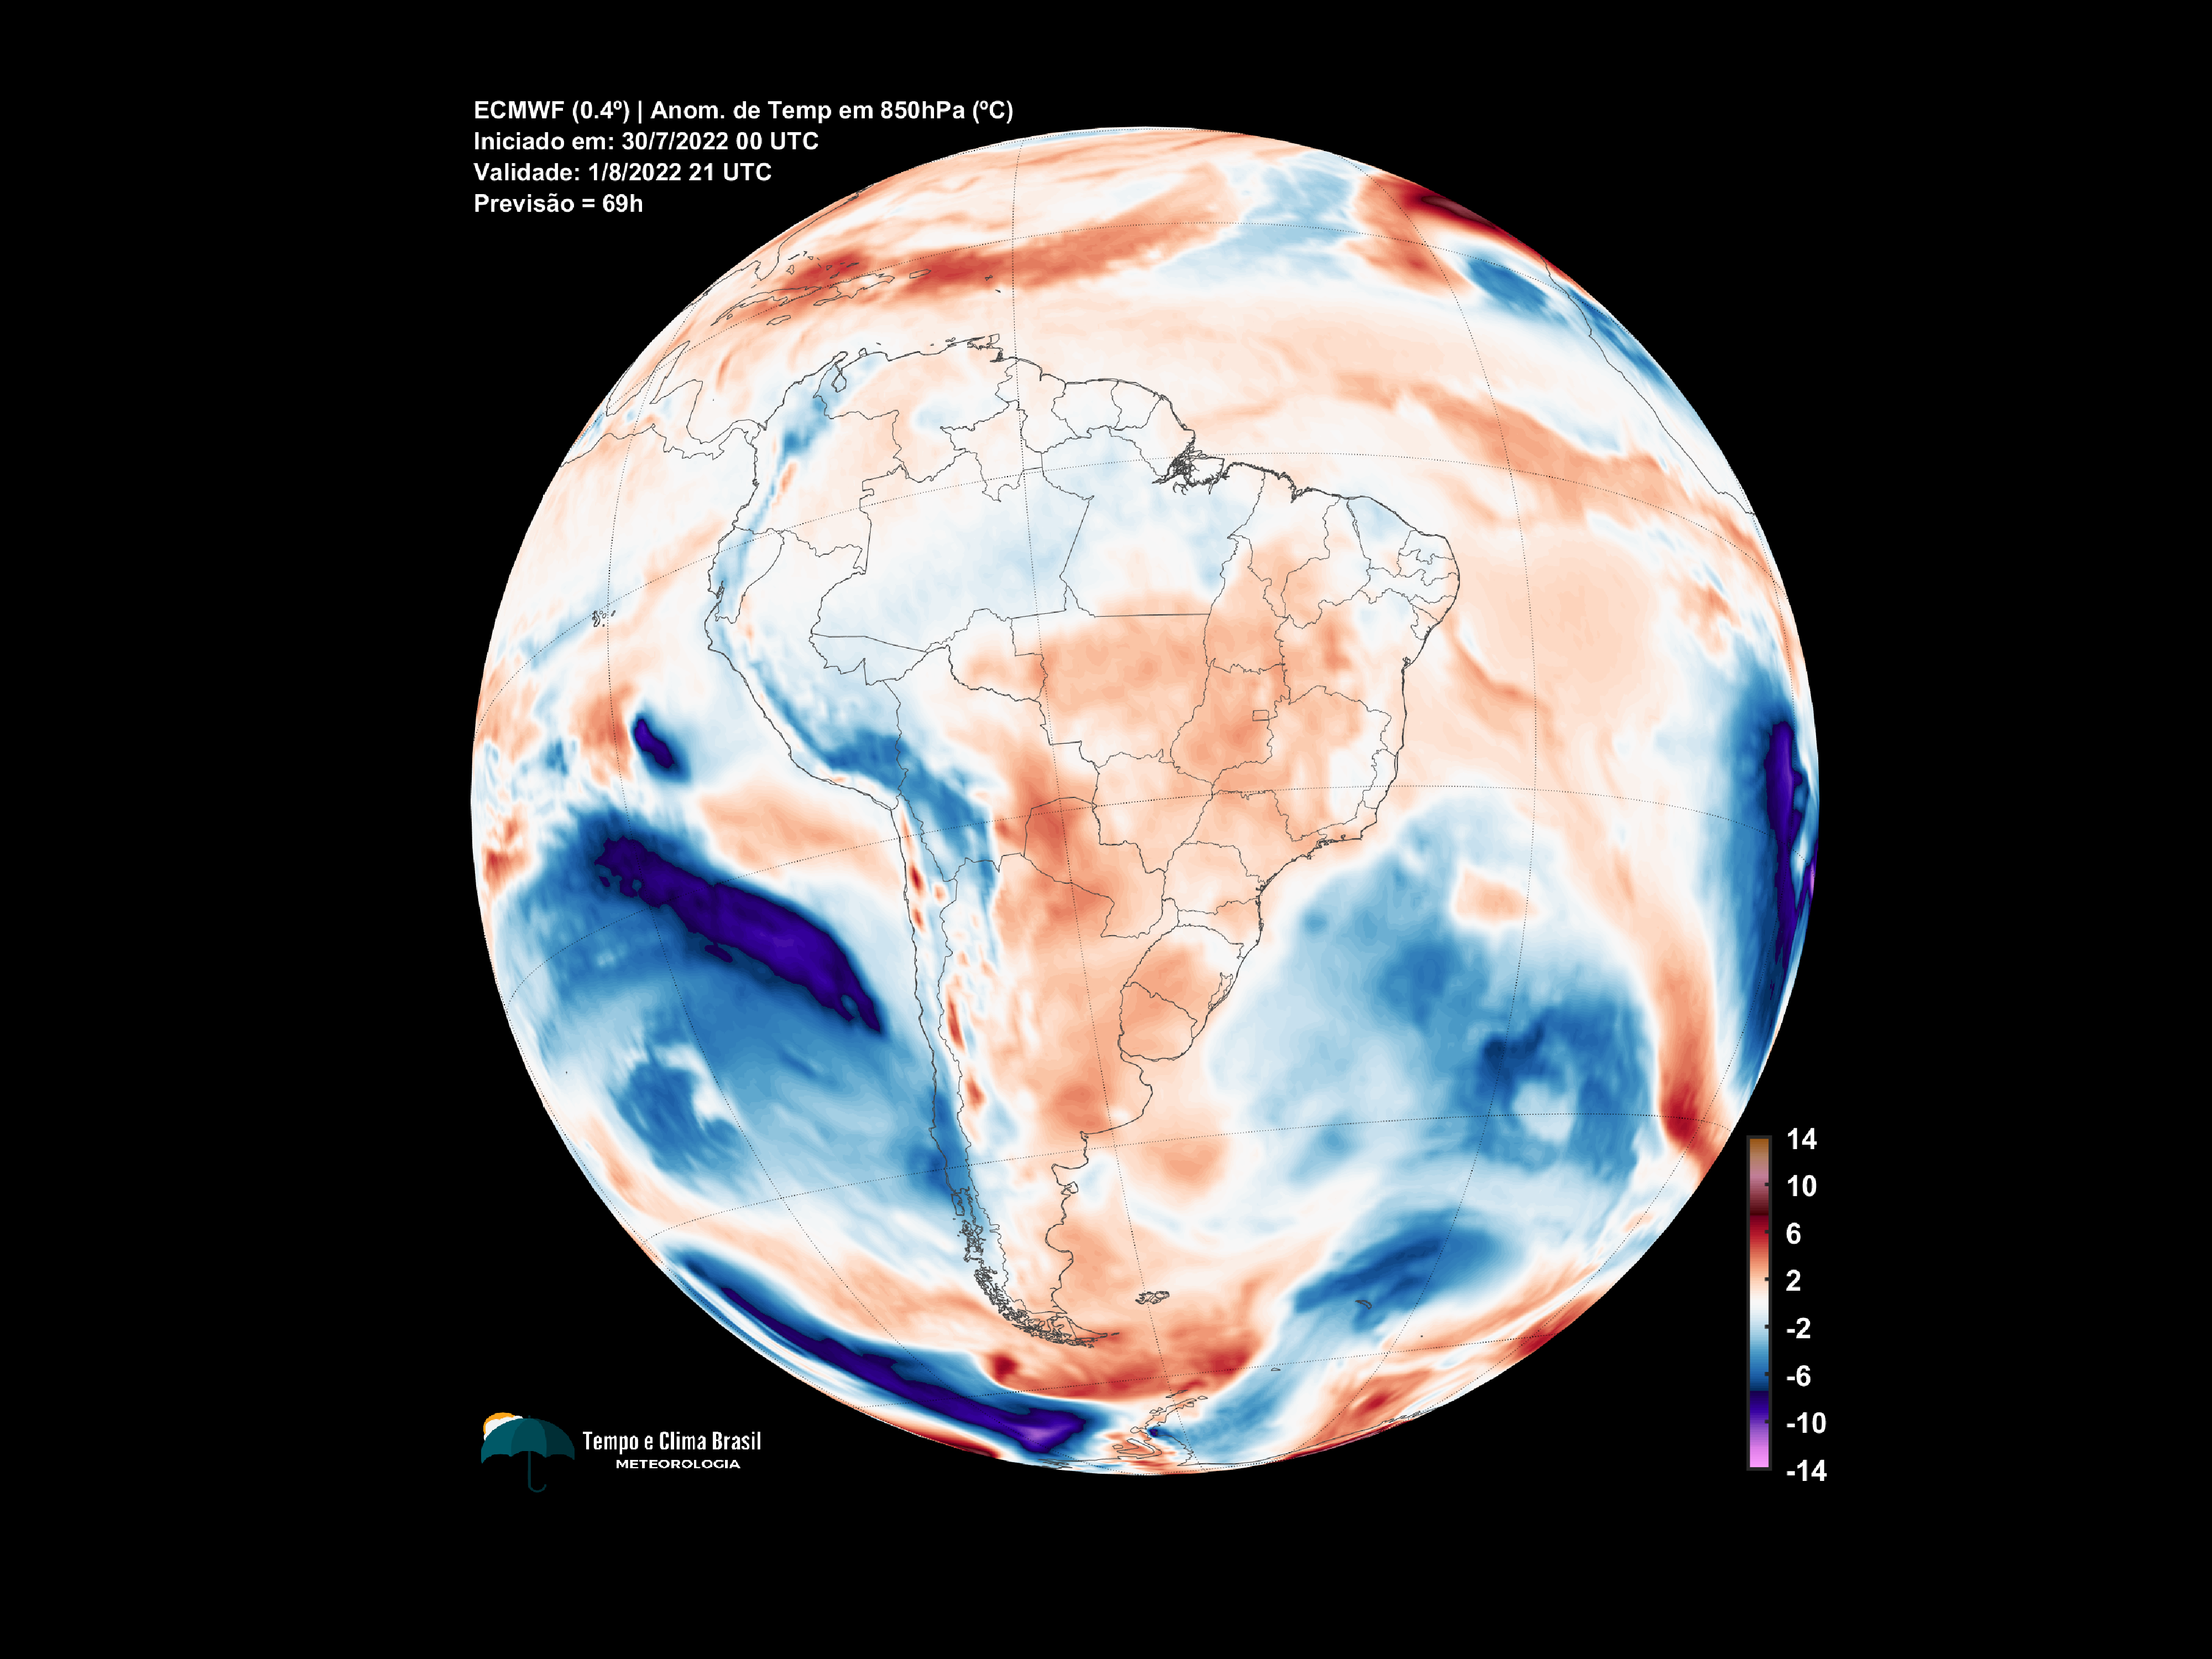 ECMWF (0.4º) | Anom. de Temp em 850hPa (ºC)
Iniciado em: 30/7/2022 00 UTC
Validade: 1/8/2022 21 UTC
Previsão = 69h
14
10
6
2
-2
-6
-10
-14
Tempo e Clima Brasil
METEOROLOGIA